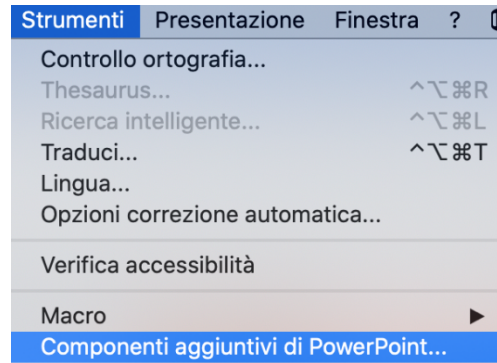 Strumenti Presentazione Finestra ?
Controllo ortografia...
Thesaurus... ^⌥⌘R
Ricerca intelligente... ^⌥⌘L
Traduci... ^⌥⌘T
Lingua...
Opzioni correzione automatica...
Verifica accessibilità
Macro ▶
Componenti aggiuntivi di PowerPoint...